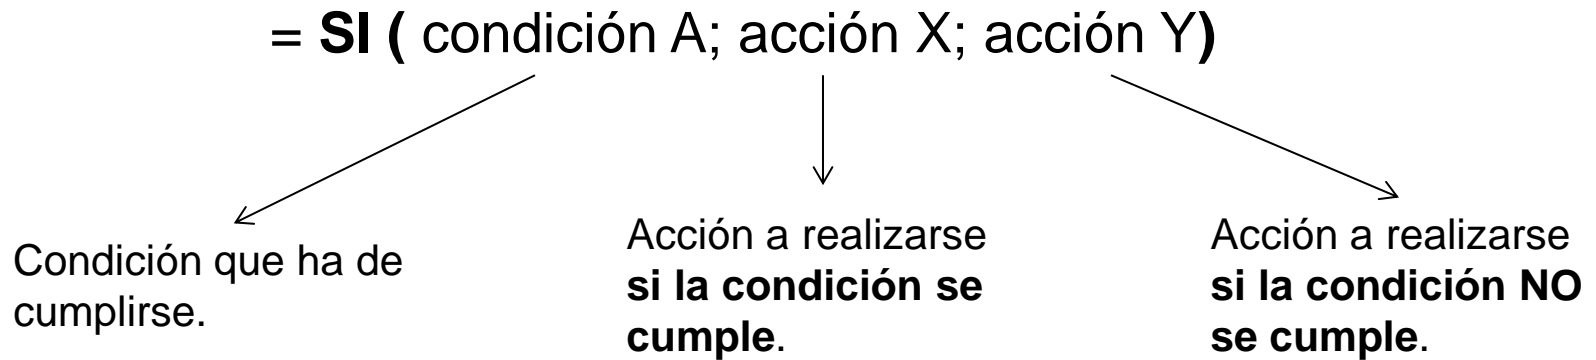 = SI ( condición A; acción X; acción Y)
Condición que ha de
cumplirse.
Acción a realizarse
si la condición se
cumple.
Acción a realizarse
si la condición NO
se cumple.